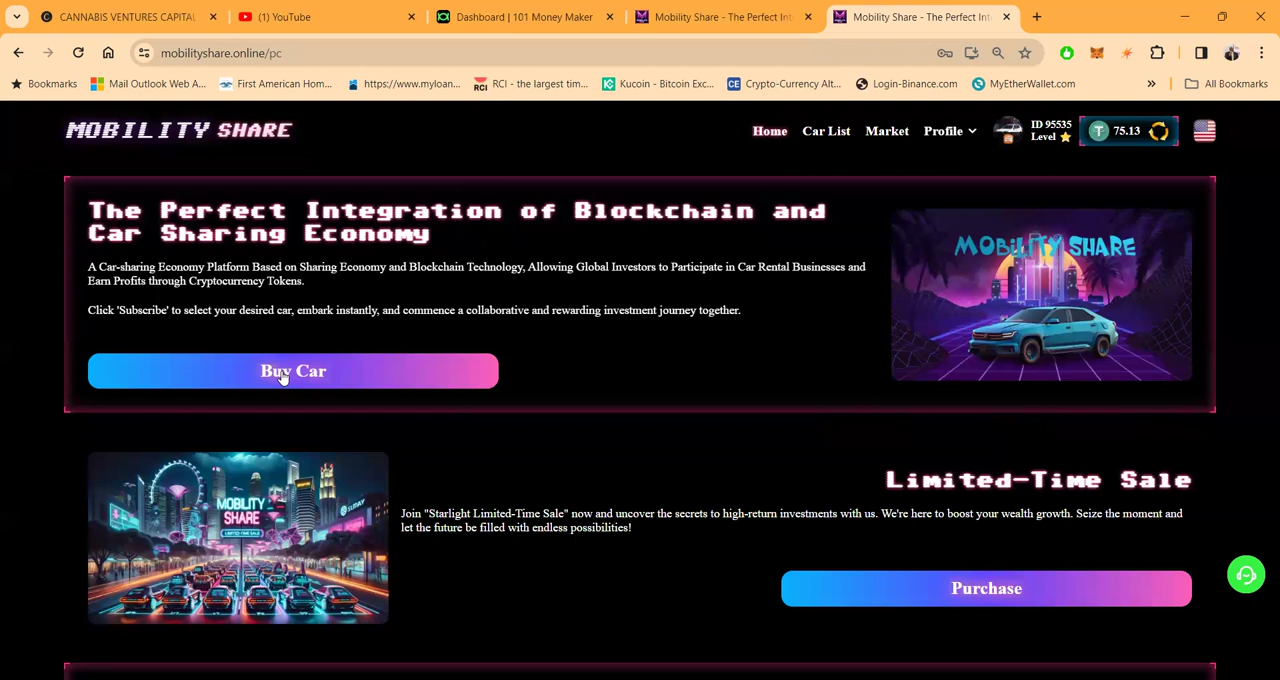 CANNABIS VENTURES CAPITAL
(1) YouTube
Dashboard | 101 Money Maker
Mobility Share - The Perfect Int
Mobility Share - The Perfect Int
mobilityshare.online/pc
Bookmarks
Mail Outlook Web A...
First American Hom...
https://www.myloan...
RCI - the largest tim...
Kucoin - Bitcoin Exc...
Crypto-Currency Alt...
Login-Binance.com
MyEtherWallet.com
All Bookmarks
MOBILITY SHARE
Home
Car List
Market
Profile
ID 95535
Level
75.13
The Perfect Integration of Blockchain and
Car Sharing Economy
A Car-sharing Economy Platform Based on Sharing Economy and Blockchain Technology, Allowing Global Investors to Participate in Car Rental Businesses and
Earn Profits through Cryptocurrency Tokens.
Click 'Subscribe' to select your desired car, embark instantly, and commence a collaborative and rewarding investment journey together.
Buy Car
MOBILITY SHARE
MOBILITY
SHARE
LIMITED-TIME SALE
Limited-Time Sale
Join "Starlight Limited-Time Sale" now and uncover the secrets to high-return investments with us. We're here to boost your wealth growth. Seize the moment and
let the future be filled with endless possibilities!
Purchase